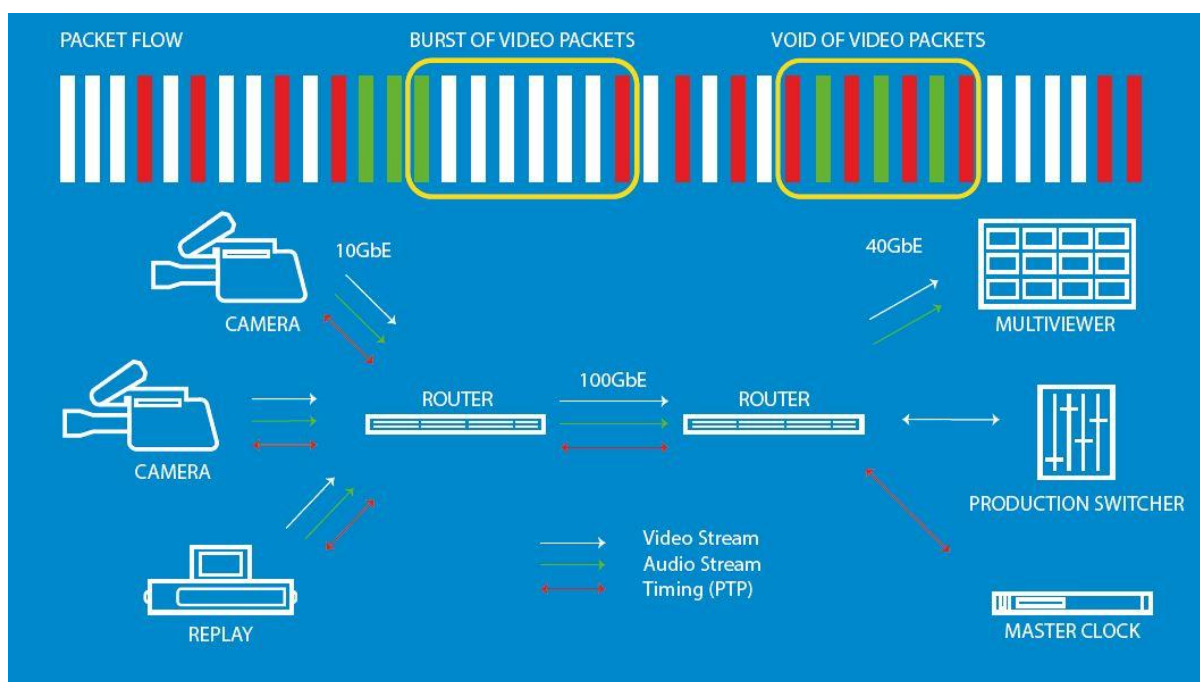 PACKET FLOW
BURST OF VIDEO PACKETS
VOID OF VIDEO PACKETS
10GbE
40GbE
CAMERA
MULTIVIEWER
100GbE
ROUTER
ROUTER
CAMERA
PRODUCTION SWITCHER
Video Stream
Audio Stream
Timing (PTP)
REPLAY
MASTER CLOCK